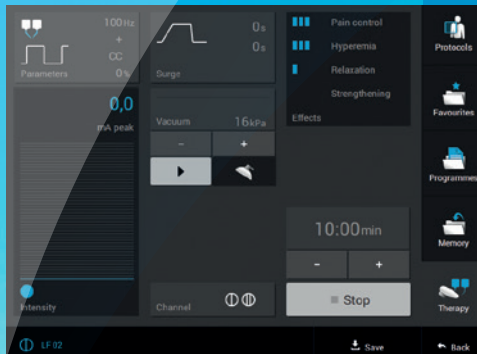 100Hz
+
CC
0%
Parameters
0s
0s
Surge
Pain control
Hyperemia
Relaxation
Strengthening
Effects
Protocols
0,0
mA peak
Vacuum
16kPa
-
+
Favourites
Programmes
10:00min
-
+
Memory
Intensity
Channel
Stop
Therapy
LF 02
Save
Back